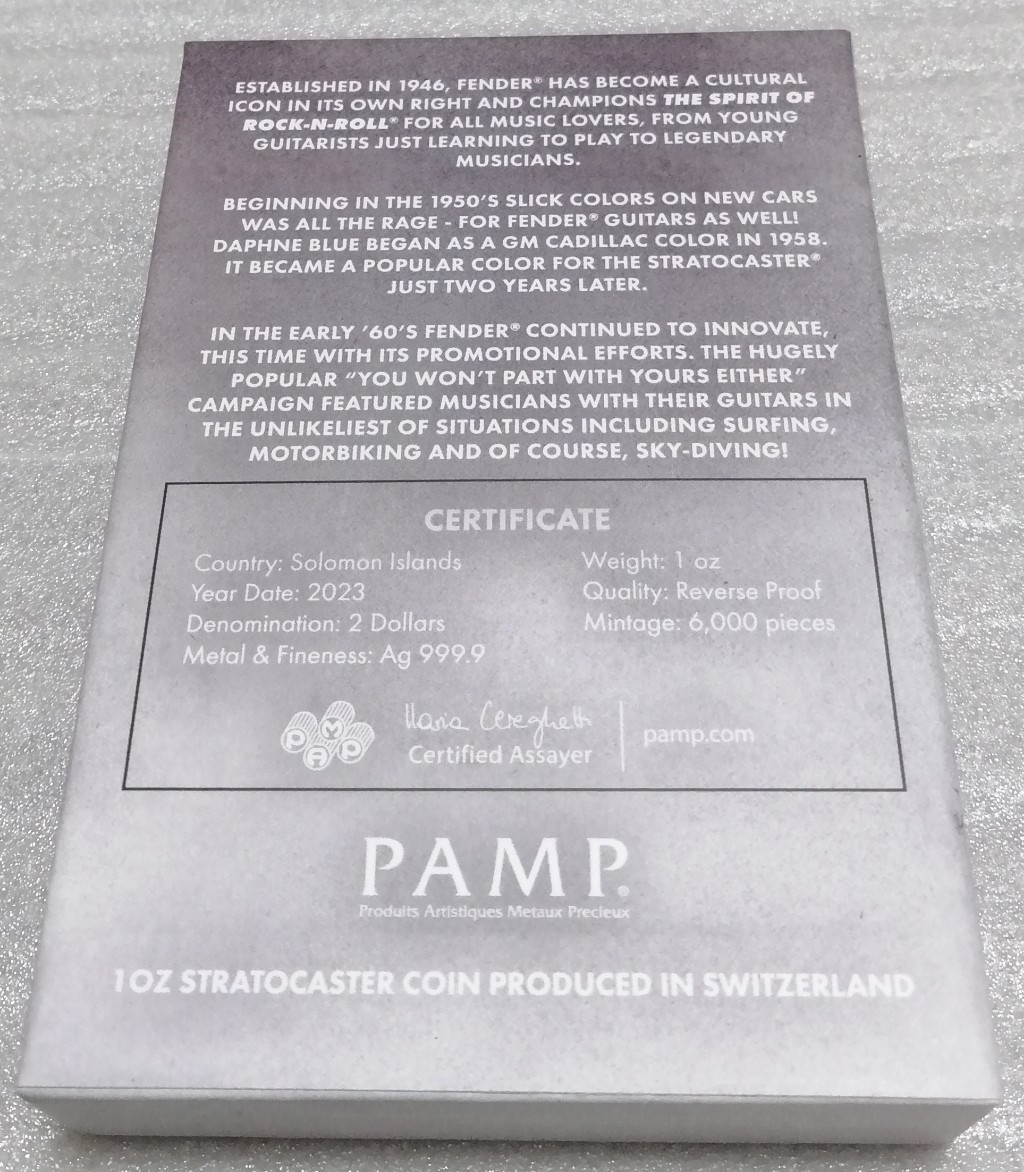 ESTABLISHED IN 1946, FENDER® HAS BECOME A CULTURAL
ICON IN ITS OWN RIGHT AND CHAMPIONS THE SPIRIT OF
ROCK-N-ROLL® FOR ALL MUSIC LOVERS, FROM YOUNG
GUITARISTS JUST LEARNING TO PLAY TO LEGENDARY
MUSICIANS.
BEGINNING IN THE 1950'S SLICK COLORS ON NEW CARS
WAS ALL THE RAGE - FOR FENDER® GUITARS AS WELL!
DAPHNE BLUE BEGAN AS A GM CADILLAC COLOR IN 1958.
IT BECAME A POPULAR COLOR FOR THE STRATOCASTER®
JUST TWO YEARS LATER.
IN THE EARLY '60'S FENDER® CONTINUED TO INNOVATE,
THIS TIME WITH ITS PROMOTIONAL EFFORTS. THE HUGELY
POPULAR "YOU WON'T PART WITH YOURS EITHER"
CAMPAIGN FEATURED MUSICIANS WITH THEIR GUITARS IN
THE UNLIKELIEST OF SITUATIONS INCLUDING SURFING,
MOTORBIKING AND OF COURSE, SKY-DIVING!
CERTIFICATE
Country: Solomon Islands
Year Date: 2023
Denomination: 2 Dollars
Metal & Fineness: Ag 999.9
Weight: 1 oz
Quality: Reverse Proof
Mintage: 6,000 pieces
PAMP
Certified Assayer
pamp.com
PAMP.
Produits Artistiques Metaux Precieux
1 OZ STRATOCASTER COIN PRODUCED IN SWITZERLAND